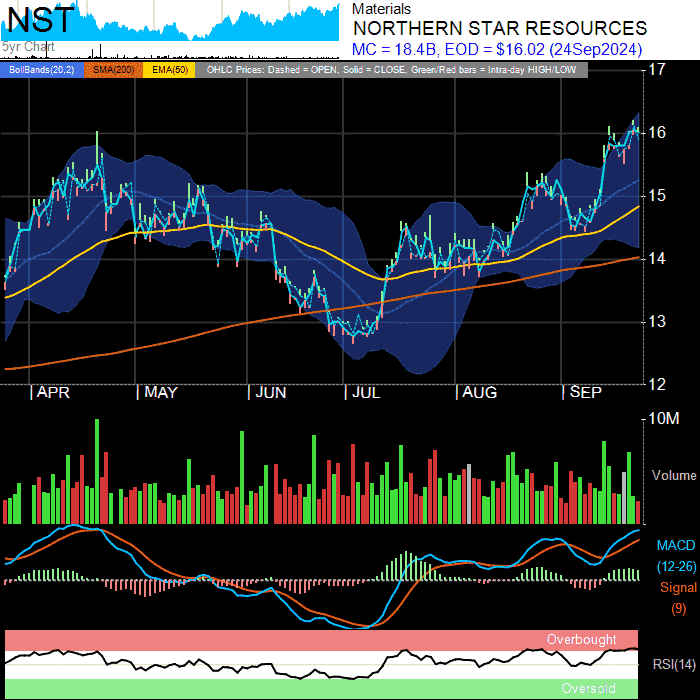 NST
5yr Chart
Materials
NORTHERN STAR RESOURCES
MC = 18.4B, EOD = $16.02 (24Sep2024)
BollBands(20,2) SMA(200) EMA(50) OHLC Prices: Dashed = OPEN, Solid = CLOSE, Green/Red bars = Intra-day HIGH/LOW
17
16
15
14
13
12
APR MAY JUN JUL AUG SEP
10M
Volume
MACD
(12-26)
Signal
(9)
Overbought
RSI(14)
Oversold